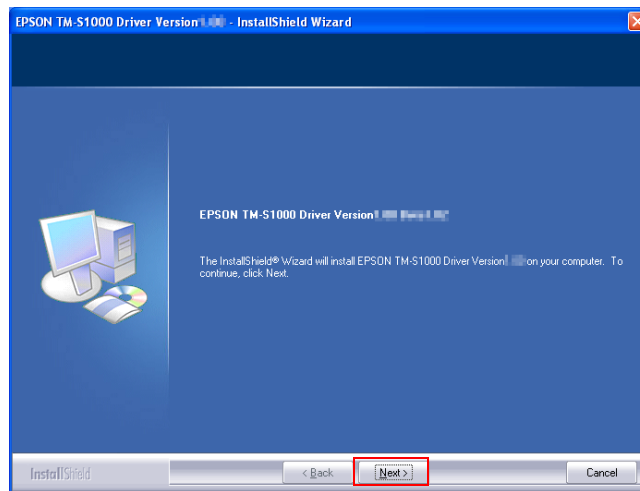 EPSON TM-S1000 Driver Version - InstallShield Wizard
EPSON TM-S1000 Driver Version
The InstallShield® Wizard will install EPSON TM-S1000 Driver Version on your computer. To
continue, click Next.
InstallShield
< Back
Next >
Cancel